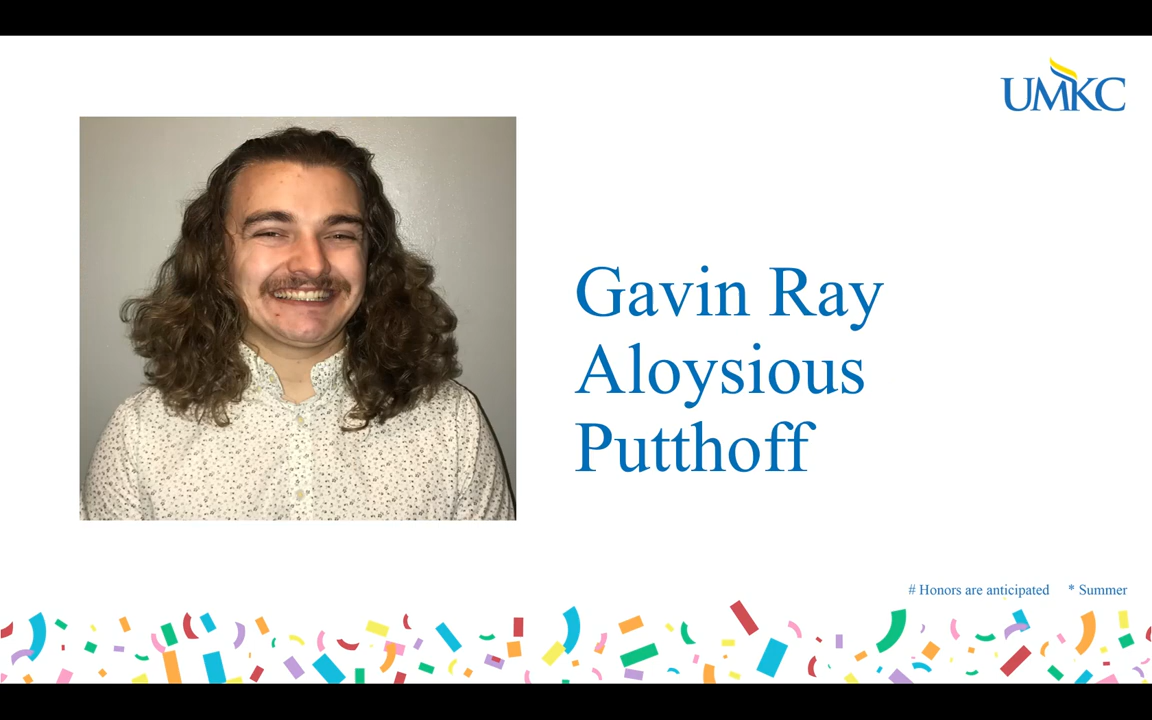 UMKC
Gavin Ray
Aloysious
Putthoff
# Honors are anticipated * Summer